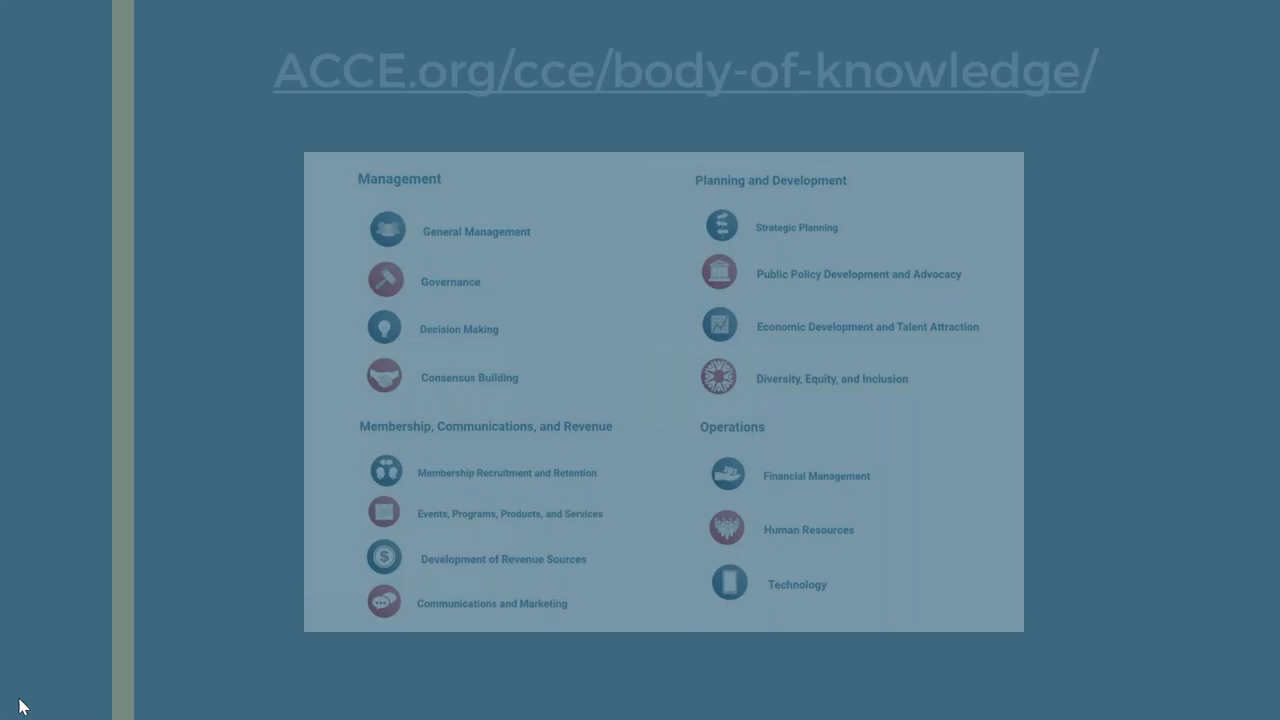 ACCE.org/cce/body-of-knowledge/
Management
General Management
Governance
Decision Making
Consensus Building
Planning and Development
Strategic Planning
Public Policy Development and Advocacy
Economic Development and Talent Attraction
Diversity, Equity, and Inclusion
Membership, Communications, and Revenue
Membership Recruitment and Retention
Events, Programs, Products, and Services
Development of Revenue Sources
Communications and Marketing
Operations
Financial Management
Human Resources
Technology